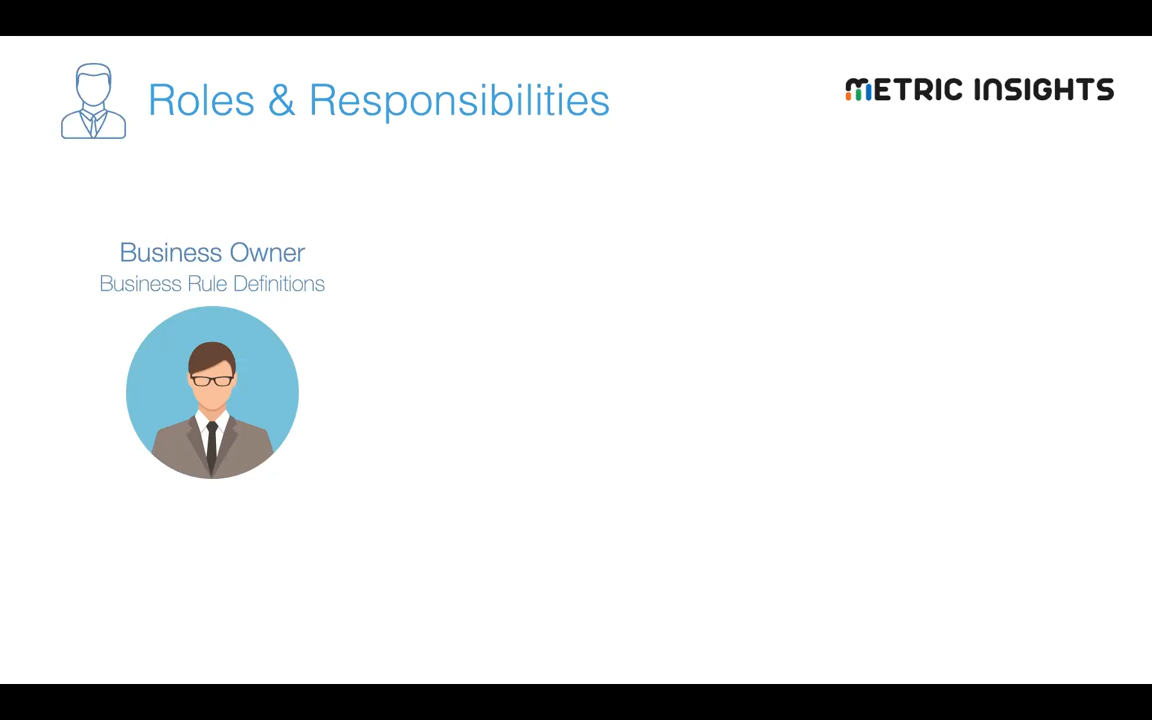 Roles & Responsibilities
METRIC INSIGHTS
Business Owner
Business Rule Definitions